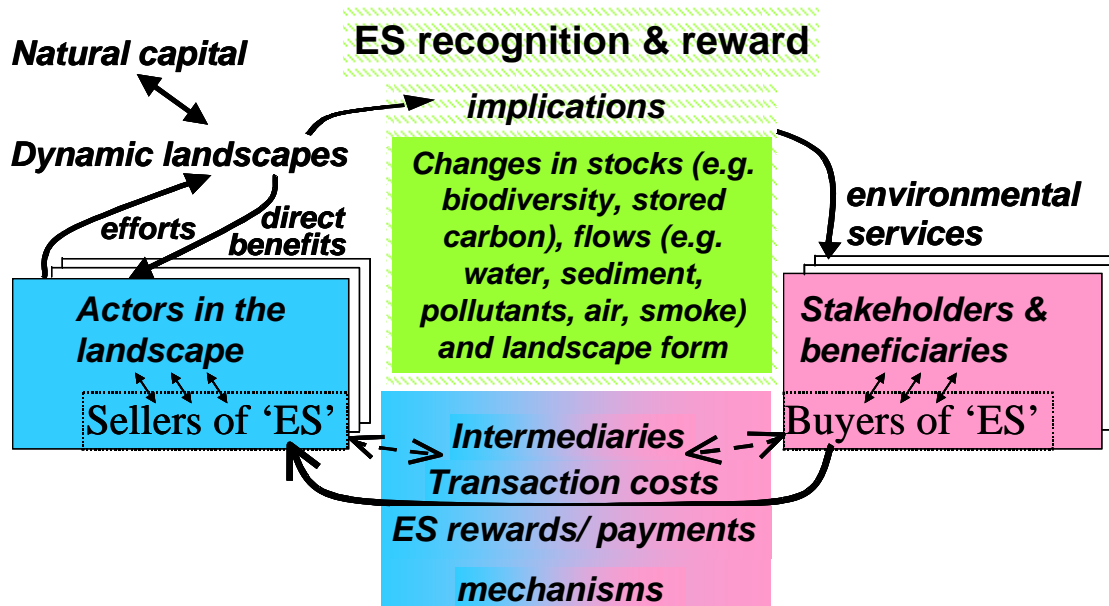 ES recognition & reward
Natural capital
implications
Dynamic landscapes
efforts
direct
benefits
Changes in stocks (e.g.
biodiversity, stored
carbon), flows (e.g.
water, sediment,
pollutants, air, smoke)
and landscape form
environmental
services
Actors in the
landscape
Sellers of ‘ES’
Stakeholders &
beneficiaries
Buyers of ‘ES’
Intermediaries
Transaction costs
ES rewards/ payments
mechanisms